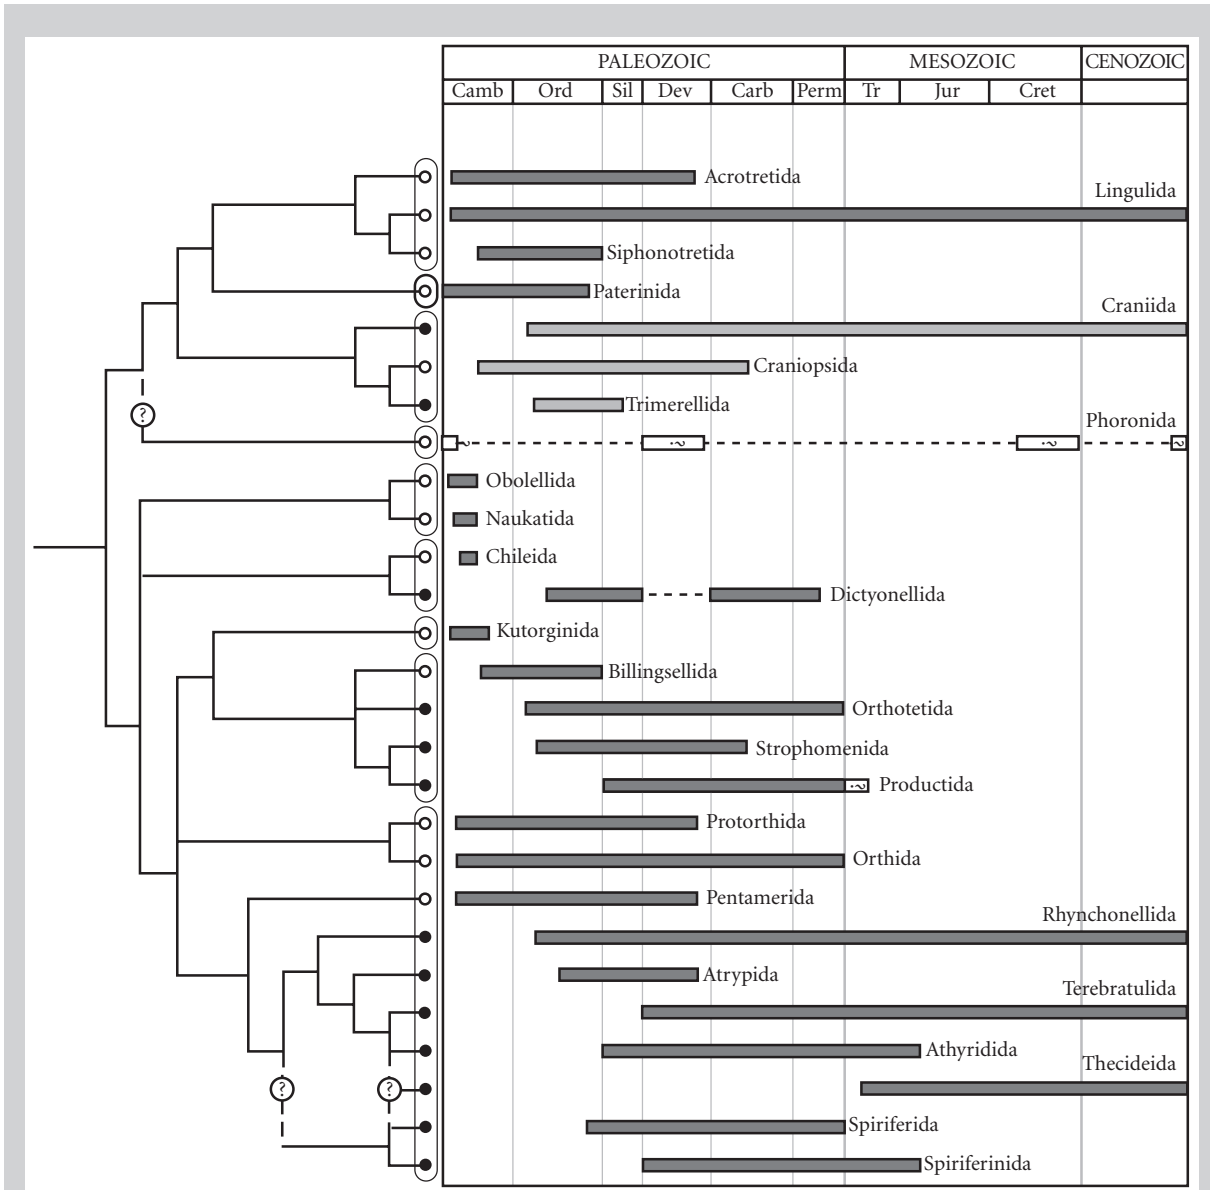 PALEOZOIC MESOZOIC CENOZOIC
Camb Ord Sil Dev Carb Perm Tr Jur Cret
Acrotretida
Lingulida
Siphonotretida
Paterinida
Craniida
Craniopsida
Trimerellida
?
Phoronida
? ? ? ?
Obolellida
Naukatida
Chileida
Dictyonellida
Kutorginida
Billingsellida
Orthotetida
Strophomenida
? Productida
Protorthida
Orthida
Pentamerida
Rhynchonellida
Atrypida
Terebratulida
Athyridida
Thecideida
? ?
Spiriferida
Spiriferinida